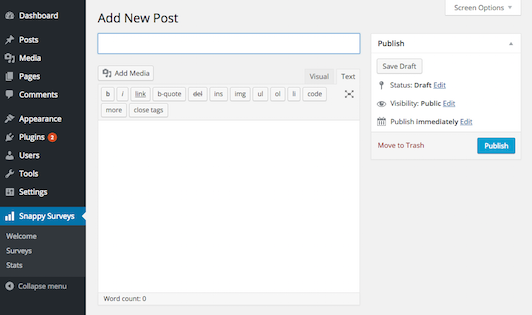 Screen Options
Dashboard
Posts
Media
Pages
Comments
Appearance
Plugins 2
Users
Tools
Settings
Snappy Surveys
Welcome
Surveys
Stats
Collapse menu
Add New Post
Add Media
Visual Text
b i link b-quote del ins img ul ol li code
more close tags
Word count: 0
Publish
Save Draft
Status: Draft Edit
Visibility: Public Edit
Publish immediately Edit
Move to Trash Publish